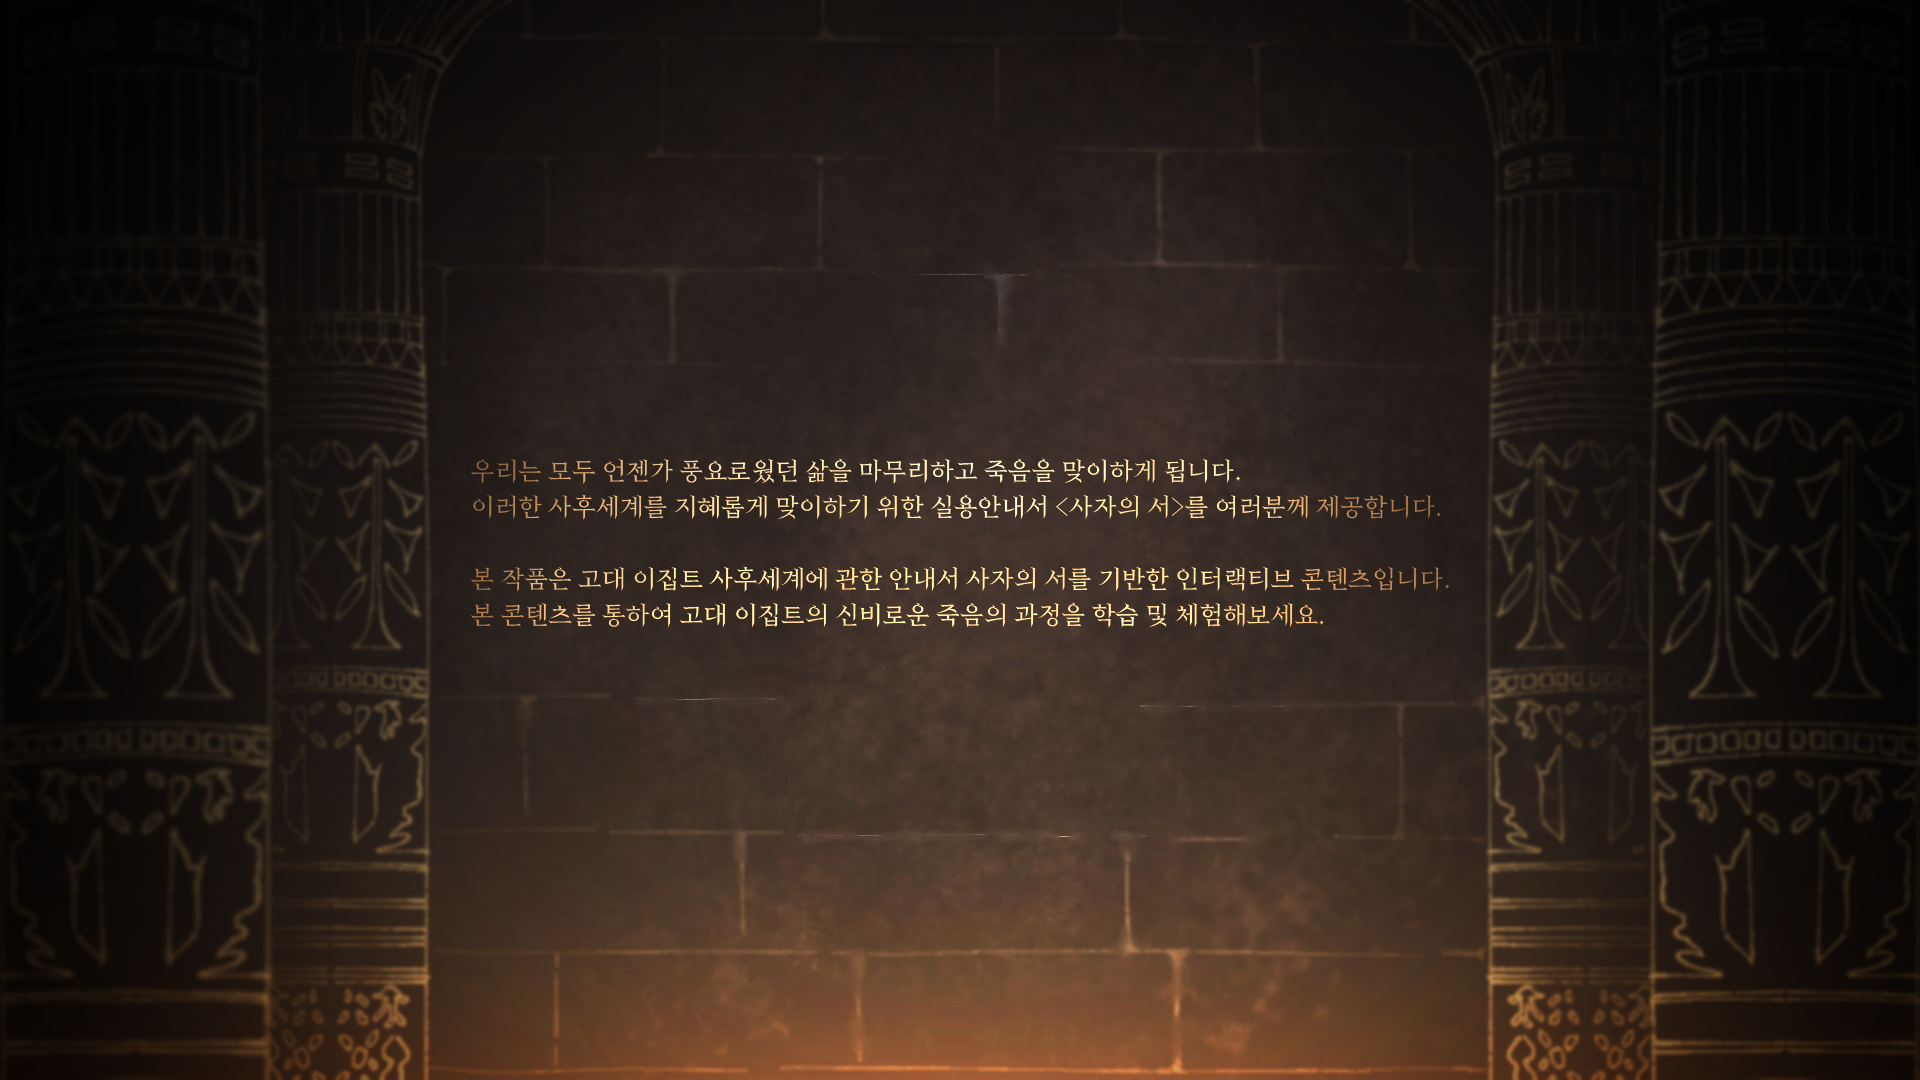 우리는 모두 언젠가 풍요로웠던 삶을 마무리하고 죽음을 맞이하게 됩니다.
이러한 사후세계를 지혜롭게 맞이하기 위한 실용안내서 <사자의 서>를 여러분께 제공합니다.
본 작품은 고대 이집트 사후세계에 관한 안내서 사자의 서를 기반한 인터랙티브 콘텐츠입니다.
본 콘텐츠를 통하여 고대 이집트의 신비로운 죽음의 과정을 학습 및 체험해보세요.